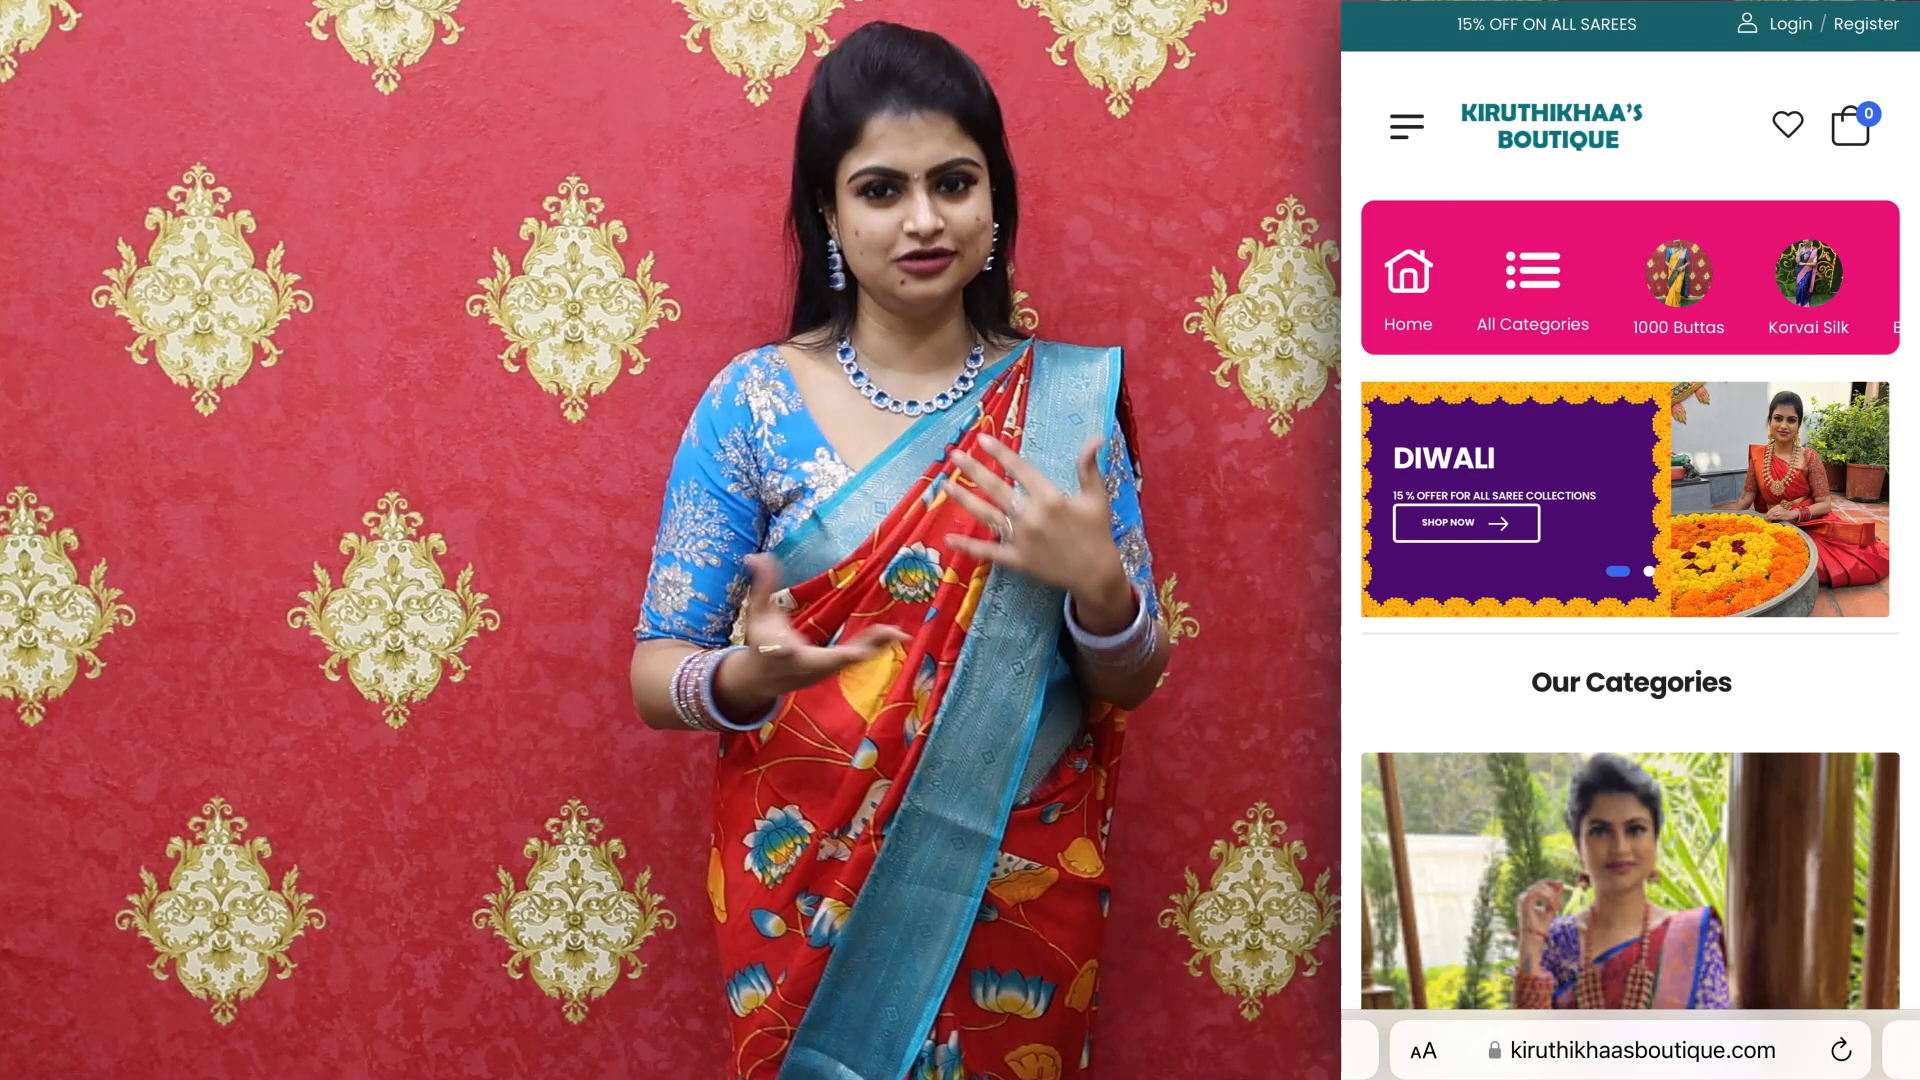 15% OFF ON ALL SAREES
Login / Register
KIRUTHIKHAA'S
BOUTIQUE
0
Home
All Categories
1000 Buttas
Korvai Silk
DIWALI
15 % OFFER FOR ALL SAREE COLLECTIONS
SHOP NOW
Our Categories
AA
kiruthikhaasboutique.com